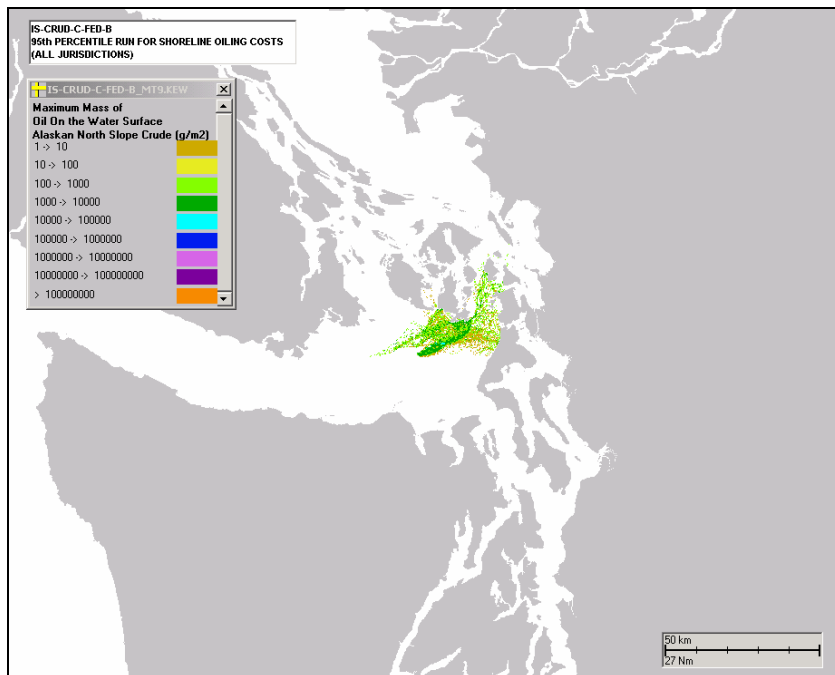 IS-CRUD-C-FED-B
95th PERCENTILE RUN FOR SHORELINE OILING COSTS
(ALL JURISDICTIONS)
IS-CRUD-C-FED-B_MT9.KEW
Maximum Mass of
Oil On the Water Surface
Alaskan North Slope Crude (g/m2)
1 -> 10
10 -> 100
100 -> 1000
1000 -> 10000
10000 -> 100000
100000 -> 1000000
1000000 -> 10000000
10000000 -> 100000000
> 100000000
50 km
27 Nm